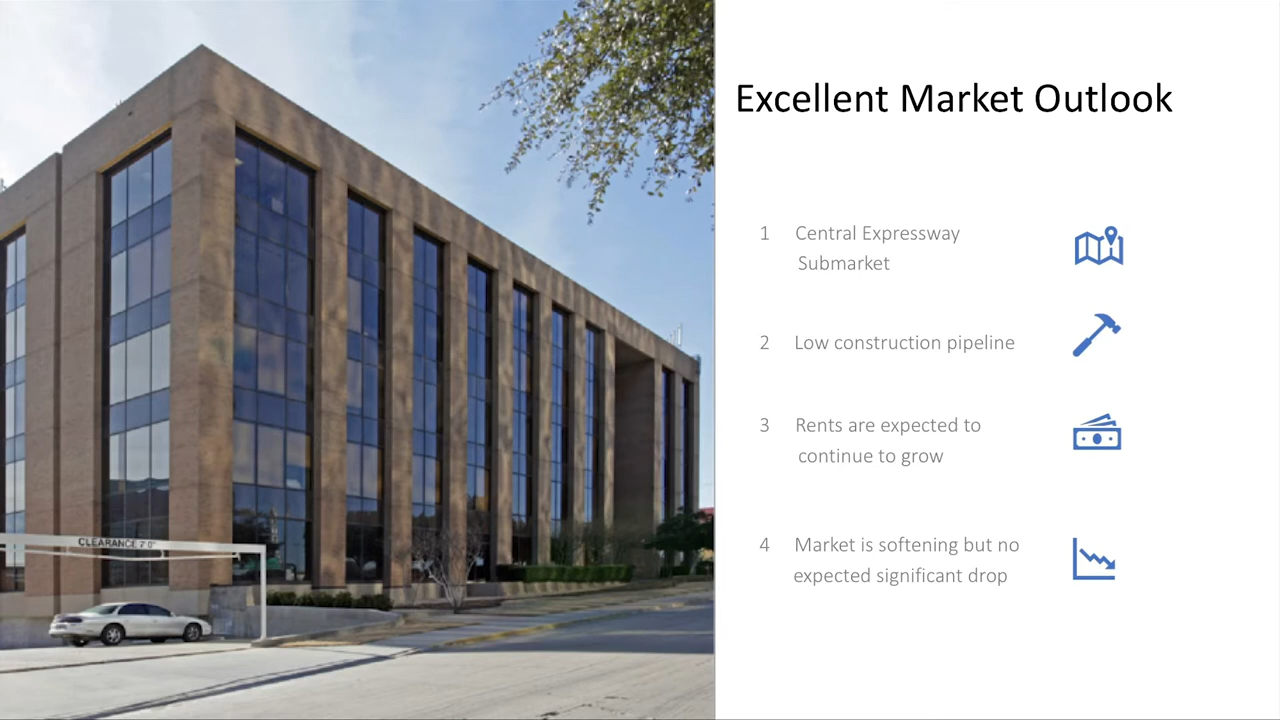 Excellent Market Outlook
1 Central Expressway
Submarket
2 Low construction pipeline
3 Rents are expected to
continue to grow
4 Market is softening but no
expected significant drop
CLEARANCE 7'0"